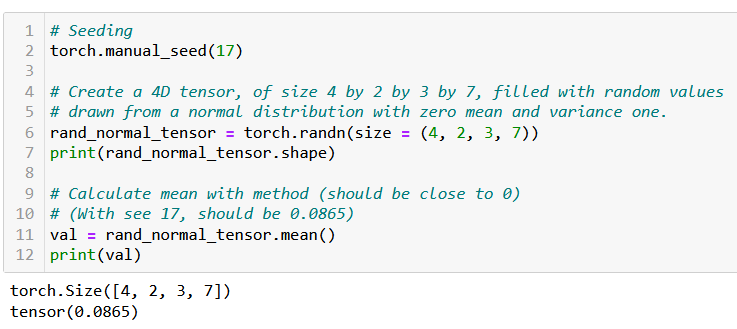 1 # Seeding
2 torch.manual_seed(17)
3
4 # Create a 4D tensor, of size 4 by 2 by 3 by 7, filled with random values
5 # drawn from a normal distribution with zero mean and variance one.
6 rand_normal_tensor = torch.randn(size = (4, 2, 3, 7))
7 print(rand_normal_tensor.shape)
8
9 # Calculate mean with method (should be close to 0)
10 # (With see 17, should be 0.0865)
11 val = rand_normal_tensor.mean()
12 print(val)
torch.Size([4, 2, 3, 7])
tensor(0.0865)